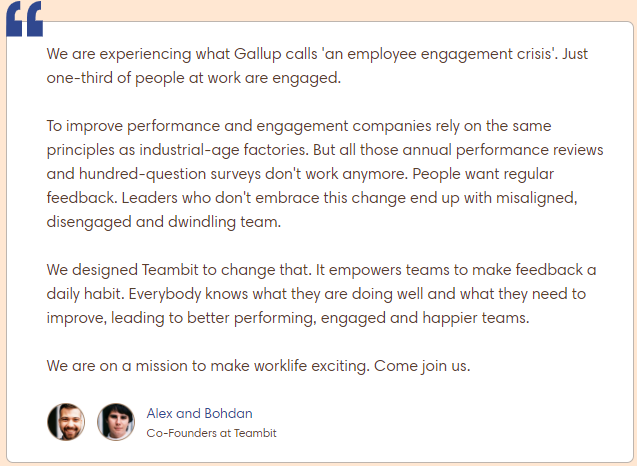 We are experiencing what Gallup calls 'an employee engagement crisis'. Just
one-third of people at work are engaged.
To improve performance and engagement companies rely on the same
principles as industrial-age factories. But all those annual performance reviews
and hundred-question surveys don't work anymore. People want regular
feedback. Leaders who don't embrace this change end up with misaligned,
disengaged and dwindling team.
We designed Teambit to change that. It empowers teams to make feedback a
daily habit. Everybody knows what they are doing well and what they need to
improve, leading to better performing, engaged and happier teams.
We are on a mission to make worklife exciting. Come join us.
Alex and Bohdan
Co-Founders at Teambit